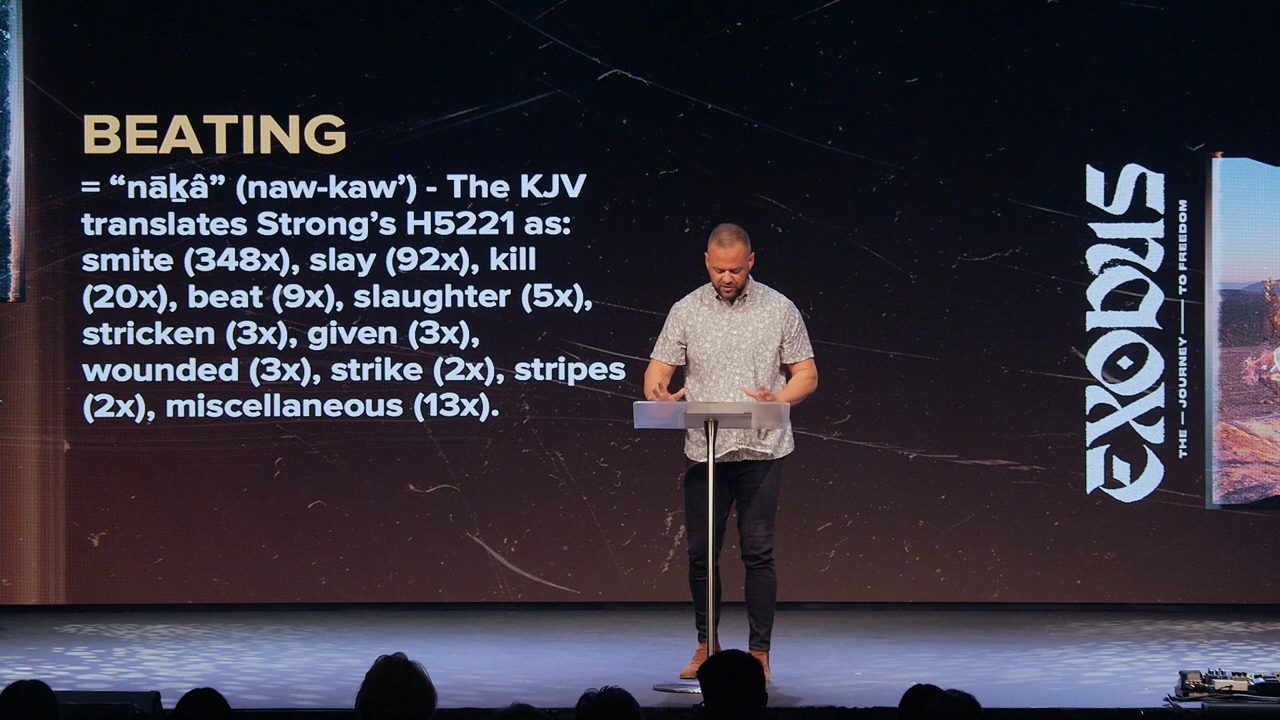 BEATING
= “nāḵâ” (naw-kaw’) - The KJV
translates Strong’s H5221 as:
smite (348x), slay (92x), kill
(20x), beat (9x), slaughter (5x),
stricken (3x), given (3x),
wounded (3x), strike (2x), stripes
(2x), miscellaneous (13x).
EXODUS
THE — JOURNEY — TO FREEDOM